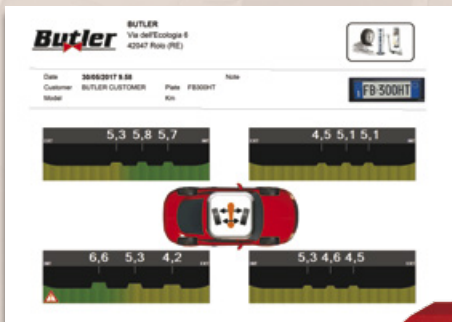 Butler
BUTLER
Via dell'Ecologia 6
42047 Rolo (RE)
Date 30/05/2017 9.58 Note
Customer BUTLER CUSTOMER Plate FB300HT
Model Km
FB·300HT
5,3 5,8 5,7
4,5 5,1 5,1
EXT INT
6,6 5,3 4,2
5,3 4,6 4,5